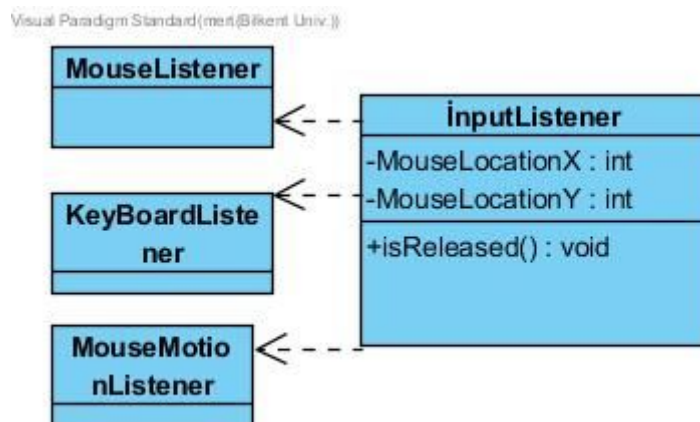 Visual Paradigm Standard(mert(Bilkent Univ.))
MouseListener
İnputListener
-MouseLocationX : int
-MouseLocationY : int
+isReleased() : void
KeyBoardListe
ner
MouseMotio
nListener